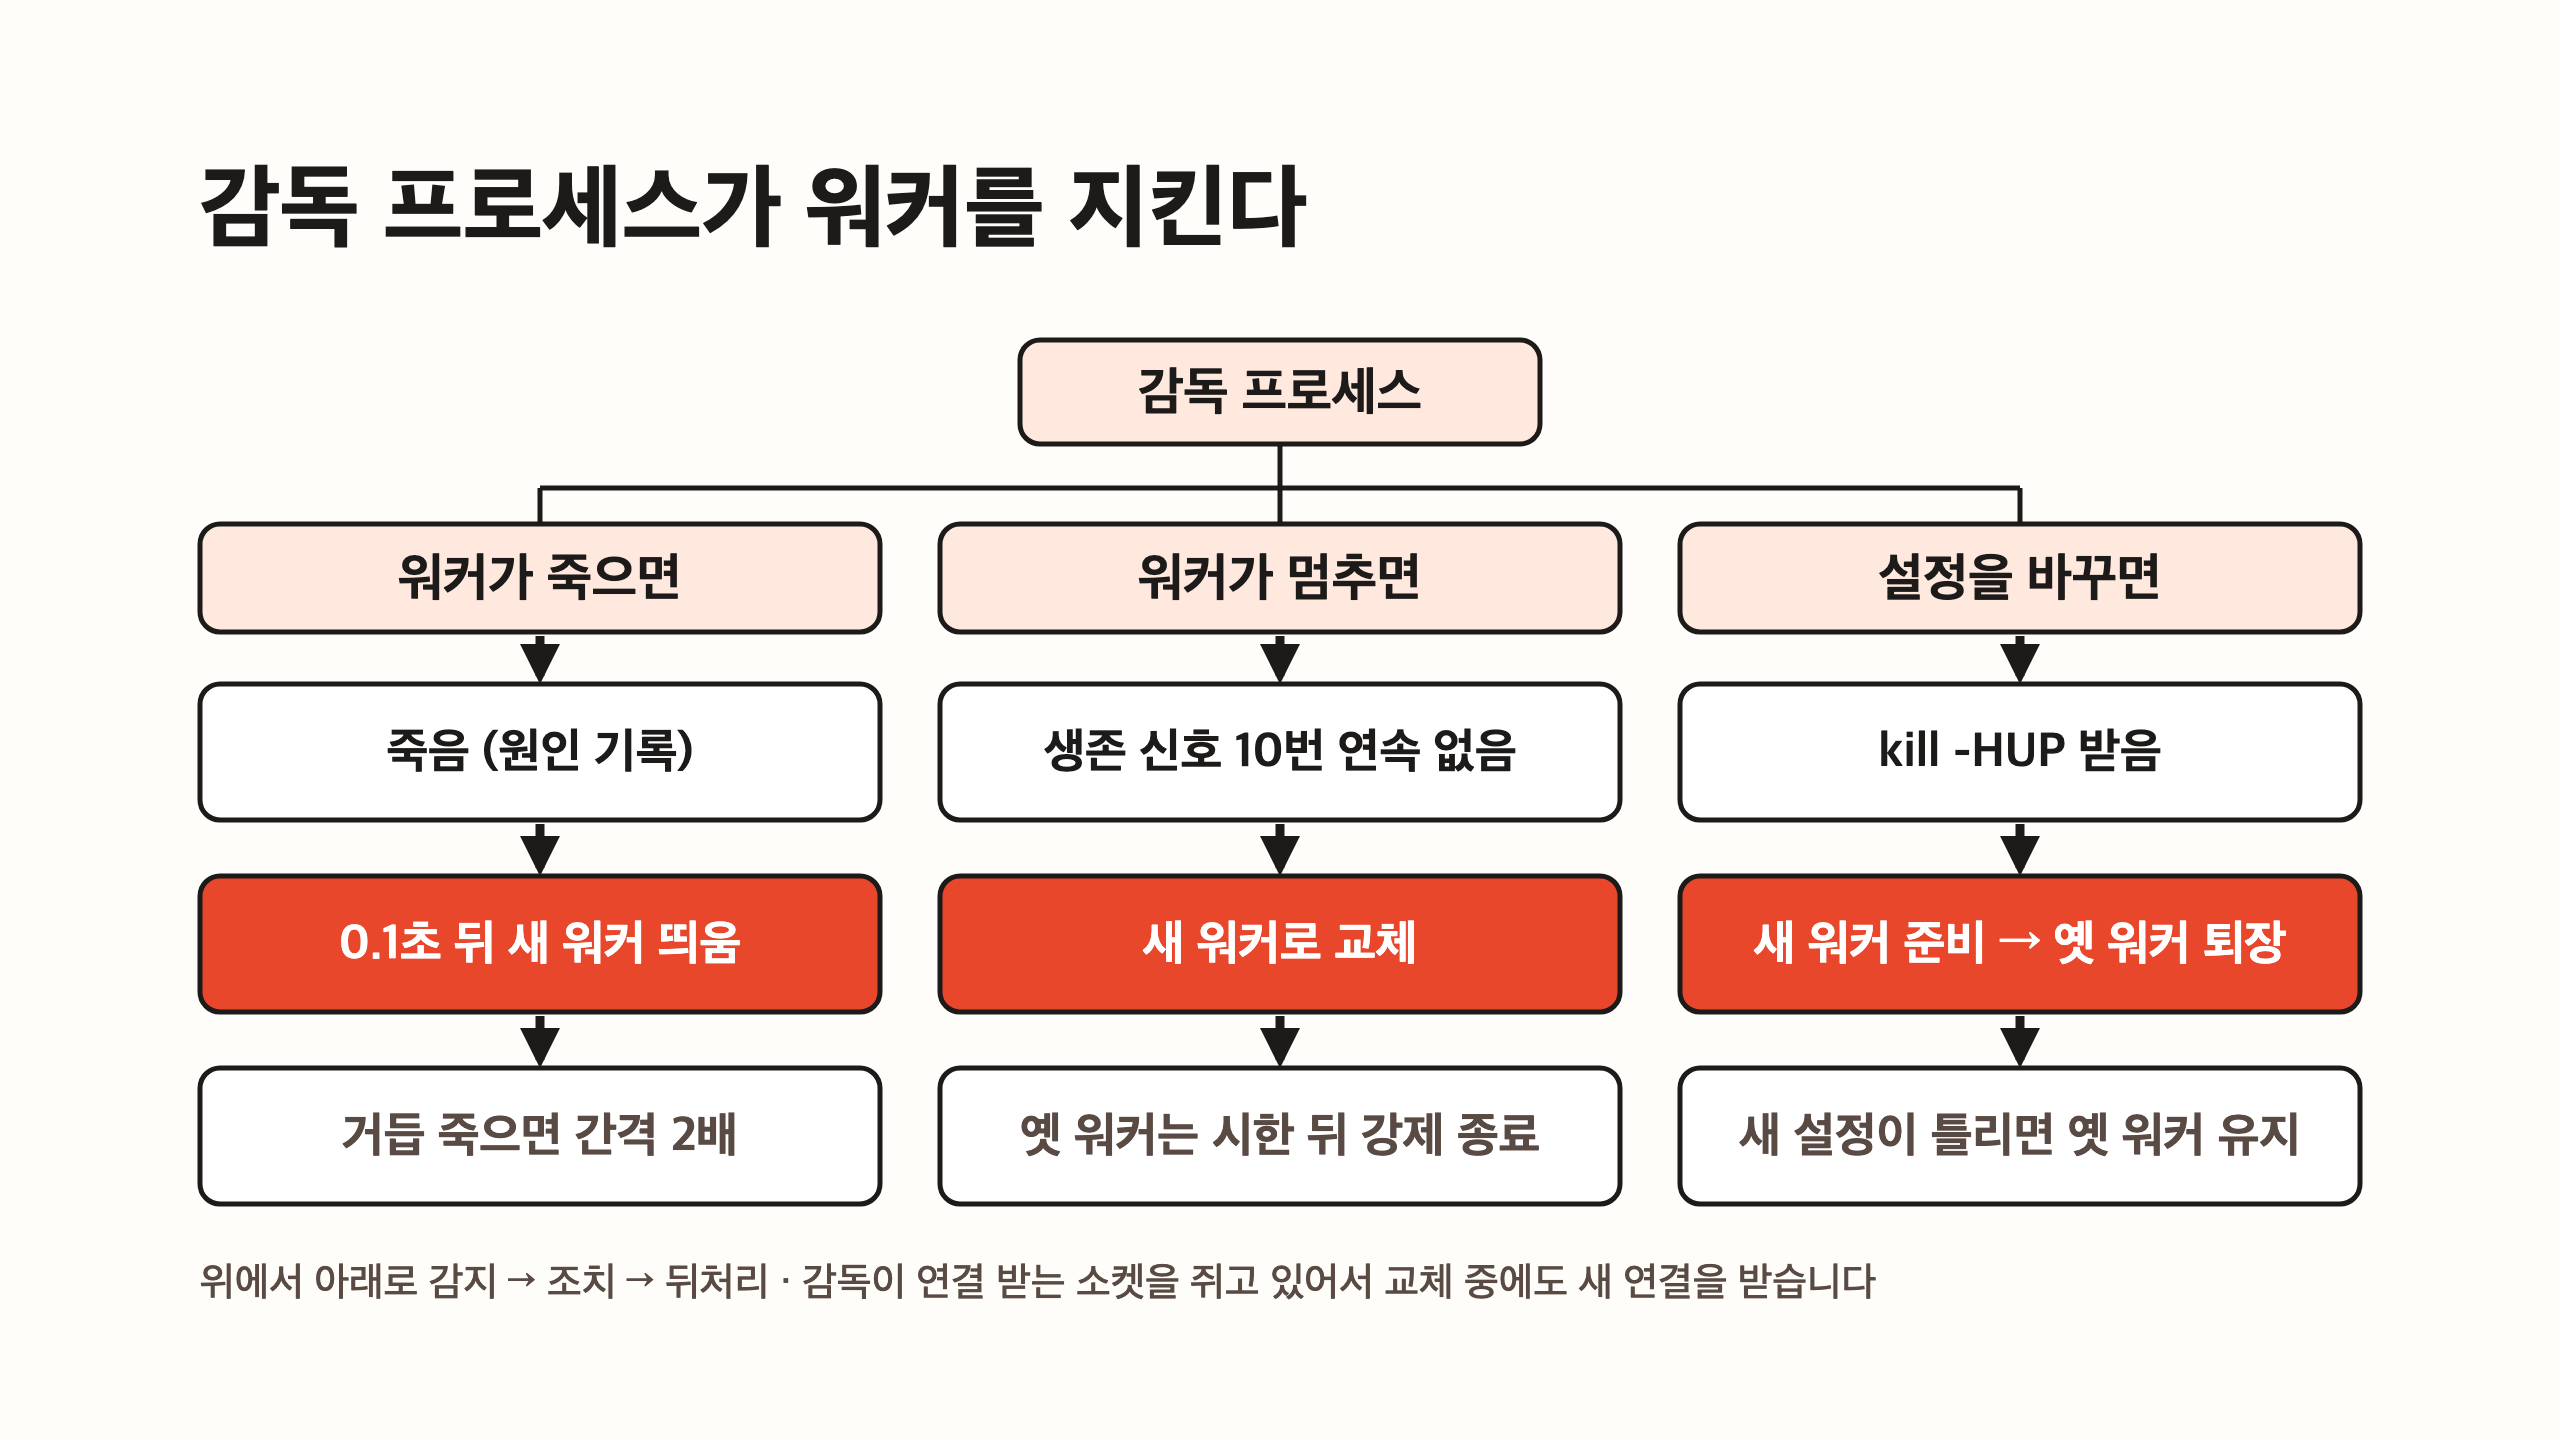 감독 프로세스가 워커를 지킨다
감독 프로세스
워커가 죽으면
워커가 멈추면
설정을 바꾸면
죽음 (원인 기록)
생존 신호 10번 연속 없음
kill -HUP 받음
0.1초 뒤 새 워커 띄움
새 워커로 교체
새 워커 준비 → 옛 워커 퇴장
거듭 죽으면 간격 2배
옛 워커는 시한 뒤 강제 종료
새 설정이 틀리면 옛 워커 유지
위에서 아래로 감지 → 조치 → 뒤처리 · 감독이 연결 받는 소켓을 쥐고 있어서 교체 중에도 새 연결을 받습니다